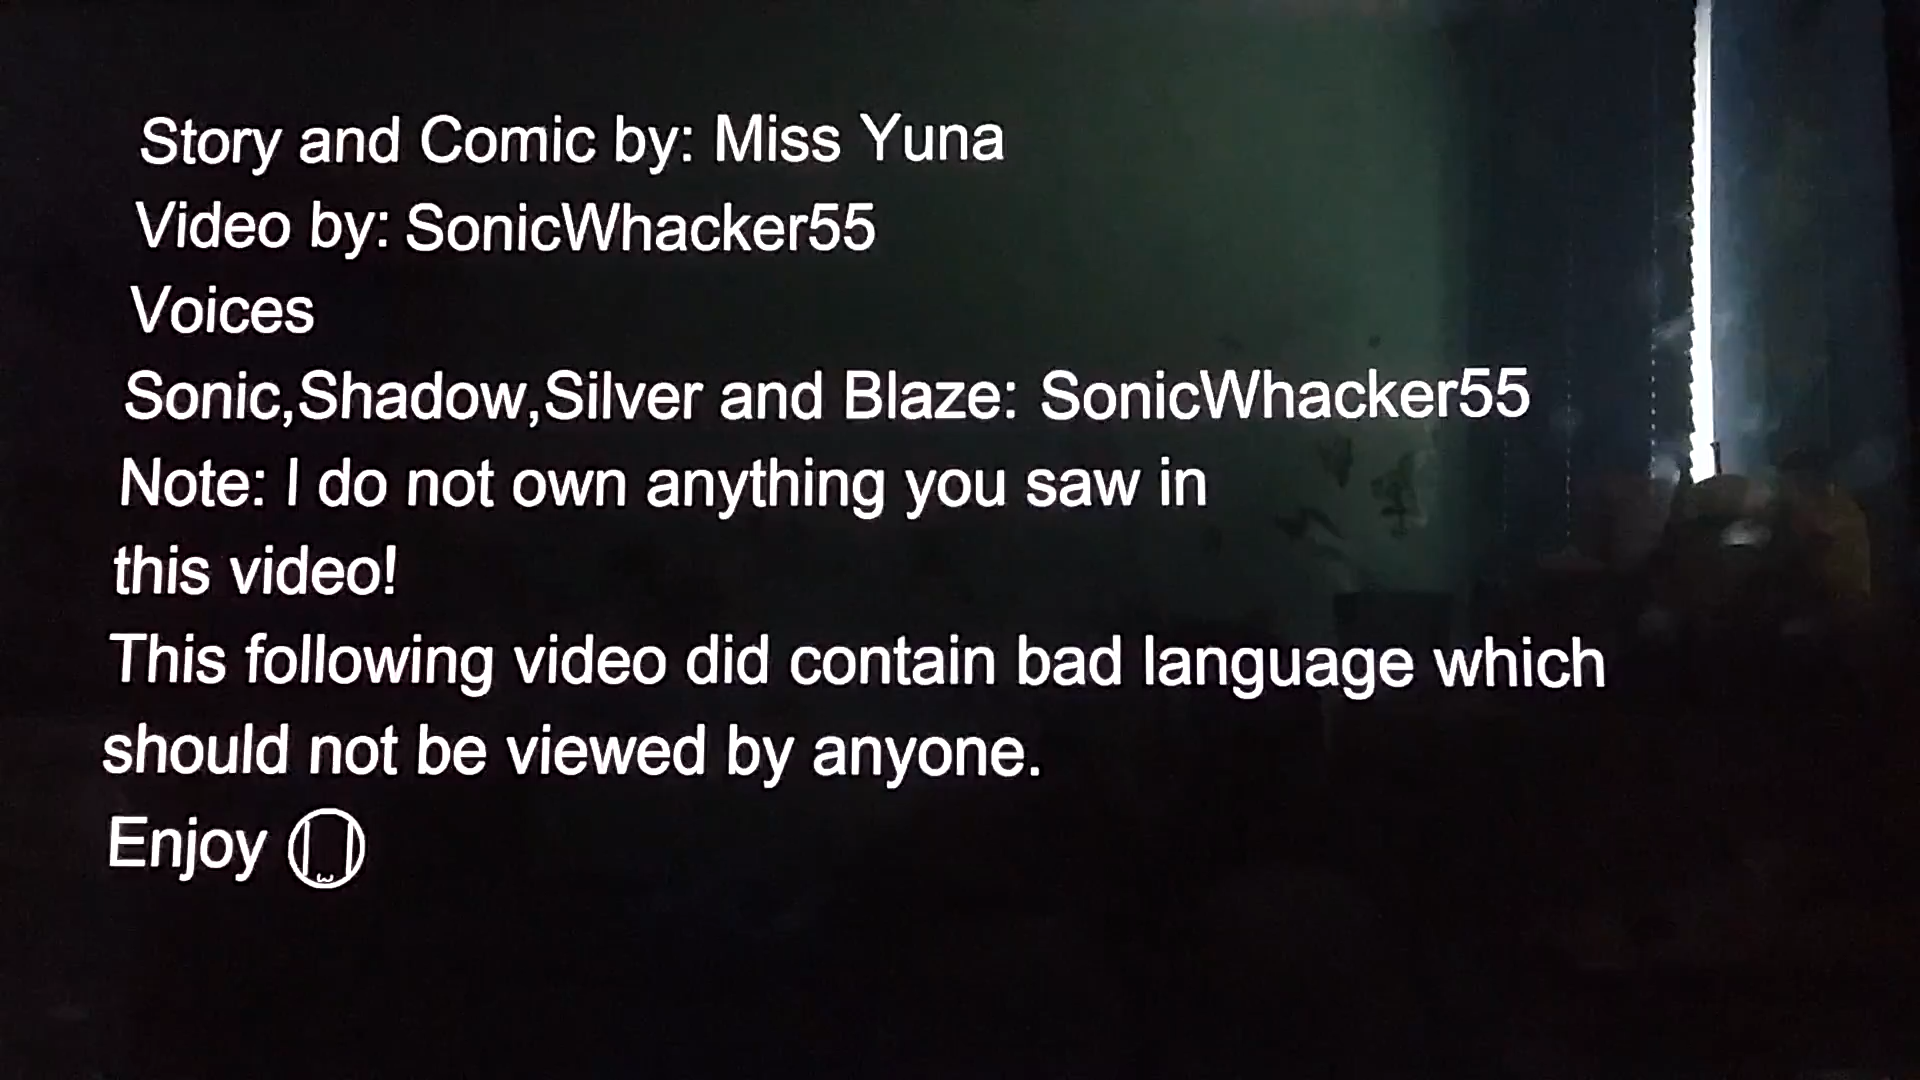 Story and Comic by: Miss Yuna
Video by: SonicWhacker55
Voices
Sonic,Shadow,Silver and Blaze: SonicWhacker55
Note: I do not own anything you saw in
this video!
This following video did contain bad language which
should not be viewed by anyone.
Enjoy